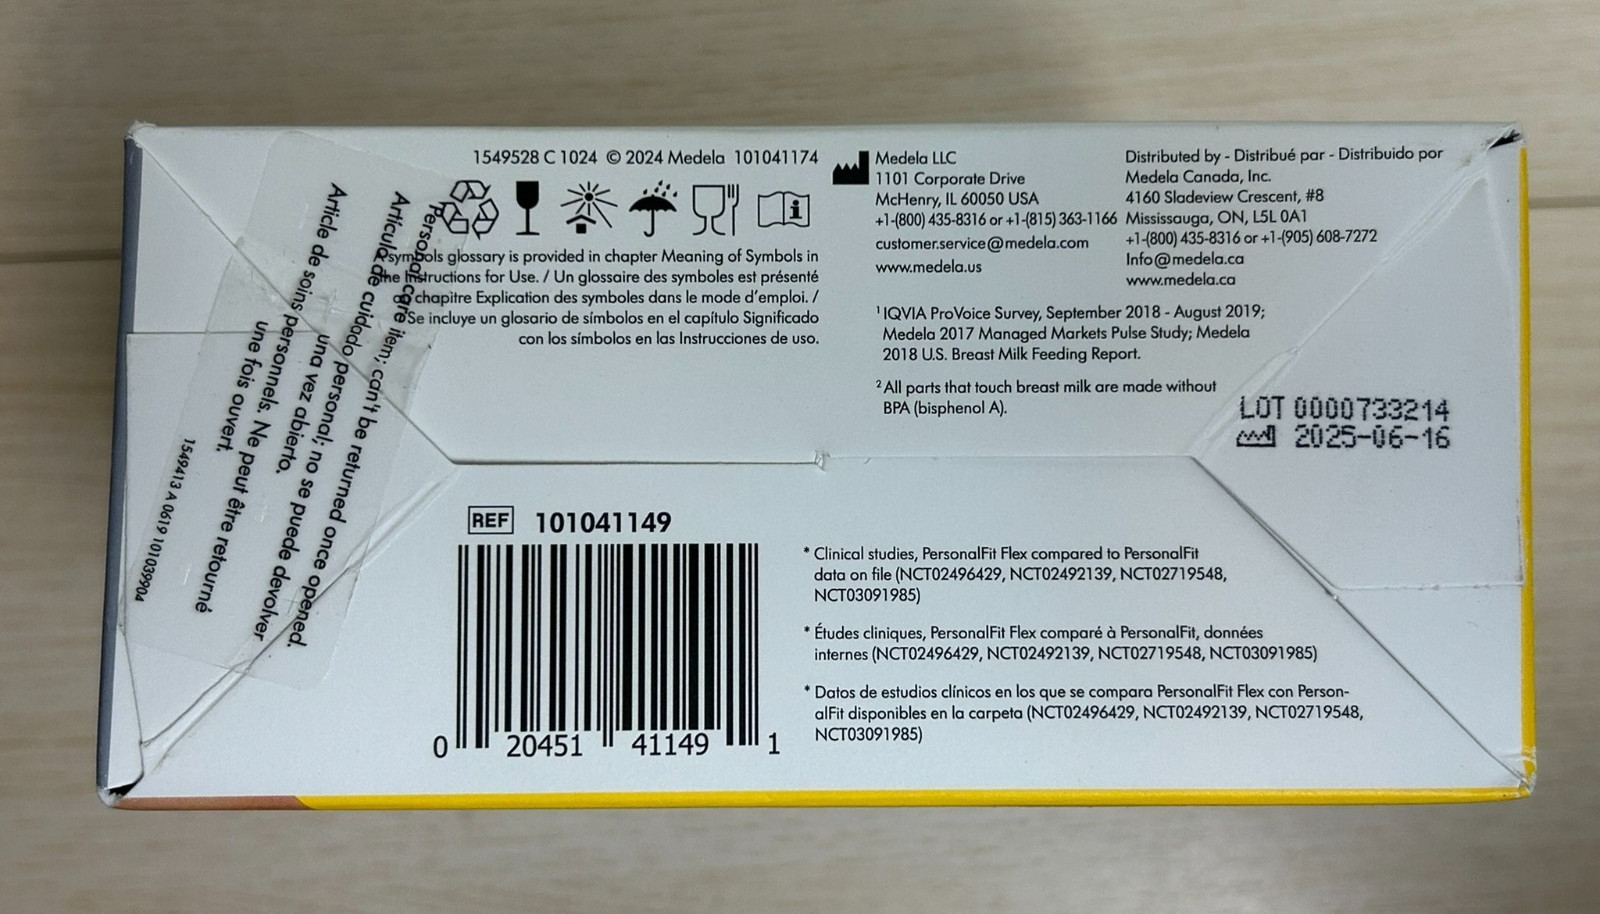 1549528 C 1024 © 2024 Medela 101041174
A symbols glossary is provided in chapter Meaning of Symbols in
the Instructions for Use. / Un glossaire des symboles est présenté
au chapitre Explication des symboles dans le mode d'emploi. /
Se incluye un glosario de símbolos en el capítulo Significado
con los símbolos en las Instrucciones de uso.
Medela LLC
1101 Corporate Drive
McHenry, IL 60050 USA
+1-(800) 435-8316 or +1-(815) 363-1166
customer.service@medela.com
www.medela.us
Distributed by - Distribué par - Distribuido por
Medela Canada, Inc.
4160 Sladeview Crescent, #8
Mississauga, ON, L5L 0A1
+1-(800) 435-8316 or +1-(905) 608-7272
Info@medela.ca
www.medela.ca
¹ IQVIA ProVoice Survey, September 2018 - August 2019;
Medela 2017 Managed Markets Pulse Study; Medela
2018 U.S. Breast Milk Feeding Report.
² All parts that touch breast milk are made without
BPA (bisphenol A).
LOT 0000733214
2025-06-16
Personal care item; can't be returned once opened.
Articulo de cuidado personal; no se puede devolver
una vez abierto.
Article de soins personnels. Ne peut être retourné
une fois ouvert.
1549413 A 0619 101039904
REF 101041149
0 20451 41149 1
* Clinical studies, PersonalFit Flex compared to PersonalFit
data on file (NCT02496429, NCT02492139, NCT02719548,
NCT03091985)
* Études cliniques, PersonalFit Flex comparé à PersonalFit, données
internes (NCT02496429, NCT02492139, NCT02719548, NCT03091985)
* Datos de estudios clínicos en los que se compara PersonalFit Flex con Person-
alFit disponibles en la carpeta (NCT02496429, NCT02492139, NCT02719548,
NCT03091985)